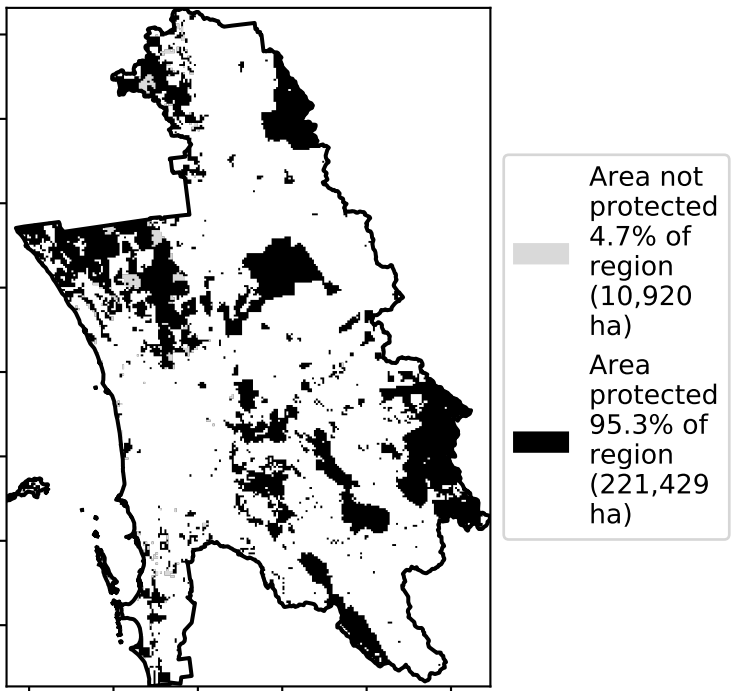 Area not
protected
4.7% of
region
(10,920
ha)
Area
protected
95.3% of
region
(221,429
ha)